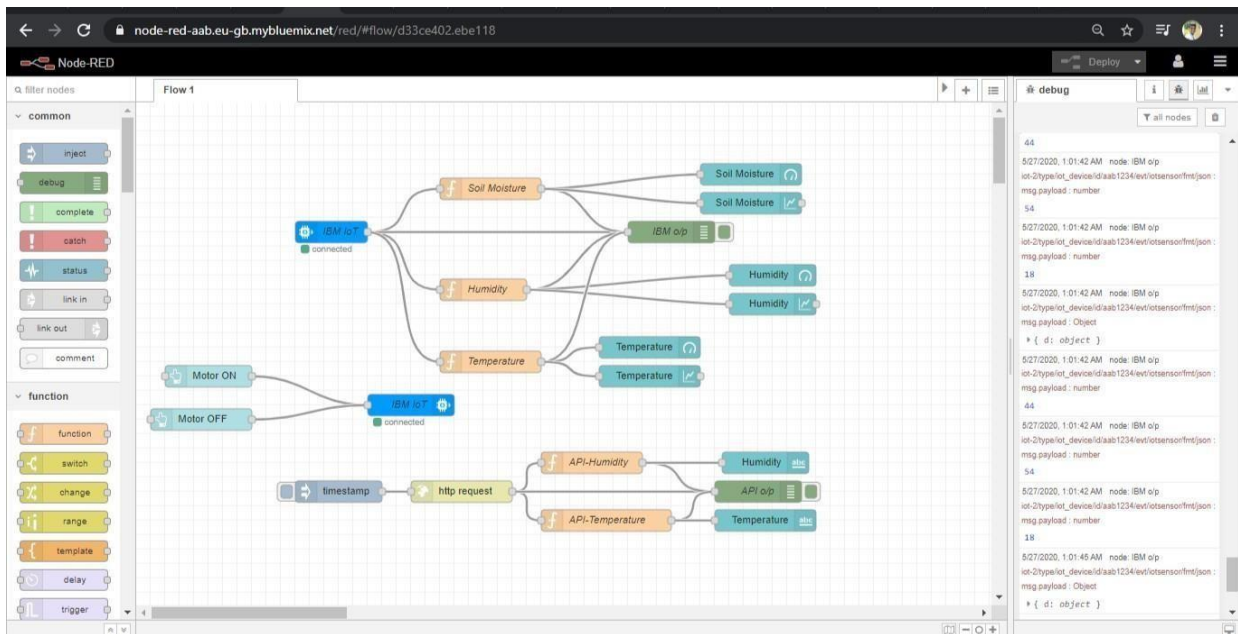 node-red-aab.eu-gb.mybluemix.net/red/#flow/d33ce402.ebe118
Node-RED
Deploy
filter nodes
common
inject
debug
complete
catch
status
link in
link out
comment
function
function
switch
change
range
template
delay
trigger
Flow 1
Soil Moisture
Soil Moisture
Soil Moisture
IBM IoT
connected
IBM o/p
Humidity
Humidity
Humidity
Temperature
Temperature
Temperature
Motor ON
IBM IoT
connected
Motor OFF
API-Humidity
Humidity abc
timestamp
http request
API o/p
API-Temperature
Temperature abc
debug
i
all nodes
44
5/27/2020, 1:01:42 AM node: IBM o/p
iot-2/type/iot_device/id/aab1234/evt/iotsensor/fmt/json :
msg.payload : number
54
5/27/2020, 1:01:42 AM node: IBM o/p
iot-2/type/iot_device/id/aab1234/evt/iotsensor/fmt/json :
msg.payload : number
18
5/27/2020, 1:01:42 AM node: IBM o/p
iot-2/type/iot_device/id/aab1234/evt/iotsensor/fmt/json :
msg.payload : Object
{ d: object }
5/27/2020, 1:01:42 AM node: IBM o/p
iot-2/type/iot_device/id/aab1234/evt/iotsensor/fmt/json :
msg.payload : number
44
5/27/2020, 1:01:42 AM node: IBM o/p
iot-2/type/iot_device/id/aab1234/evt/iotsensor/fmt/json :
msg.payload : number
54
5/27/2020, 1:01:42 AM node: IBM o/p
iot-2/type/iot_device/id/aab1234/evt/iotsensor/fmt/json :
msg.payload : number
18
5/27/2020, 1:01:45 AM node: IBM o/p
iot-2/type/iot_device/id/aab1234/evt/iotsensor/fmt/json :
msg.payload : Object
{ d: object }